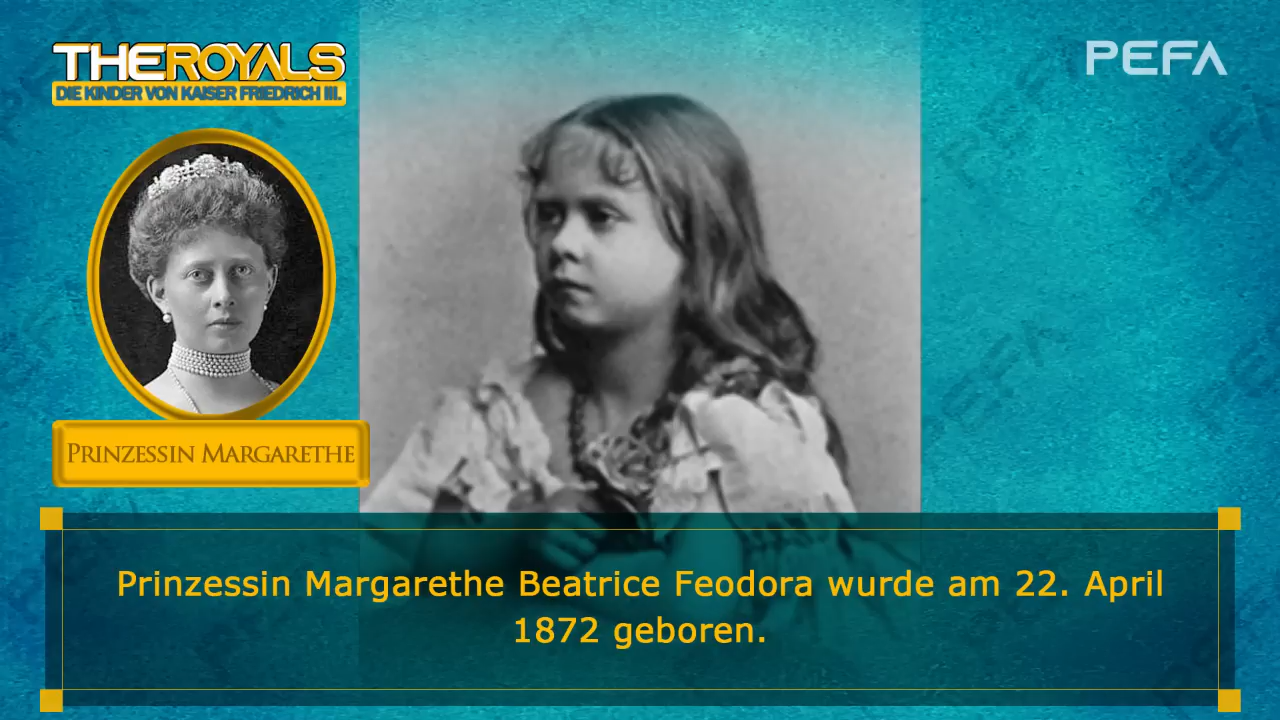 THEROYALS
DIE KINDER VON KAISER FRIEDRICH III.
PEFA
PRINZESSIN MARGARETHE
Prinzessin Margarethe Beatrice Feodora wurde am 22. April
1872 geboren.